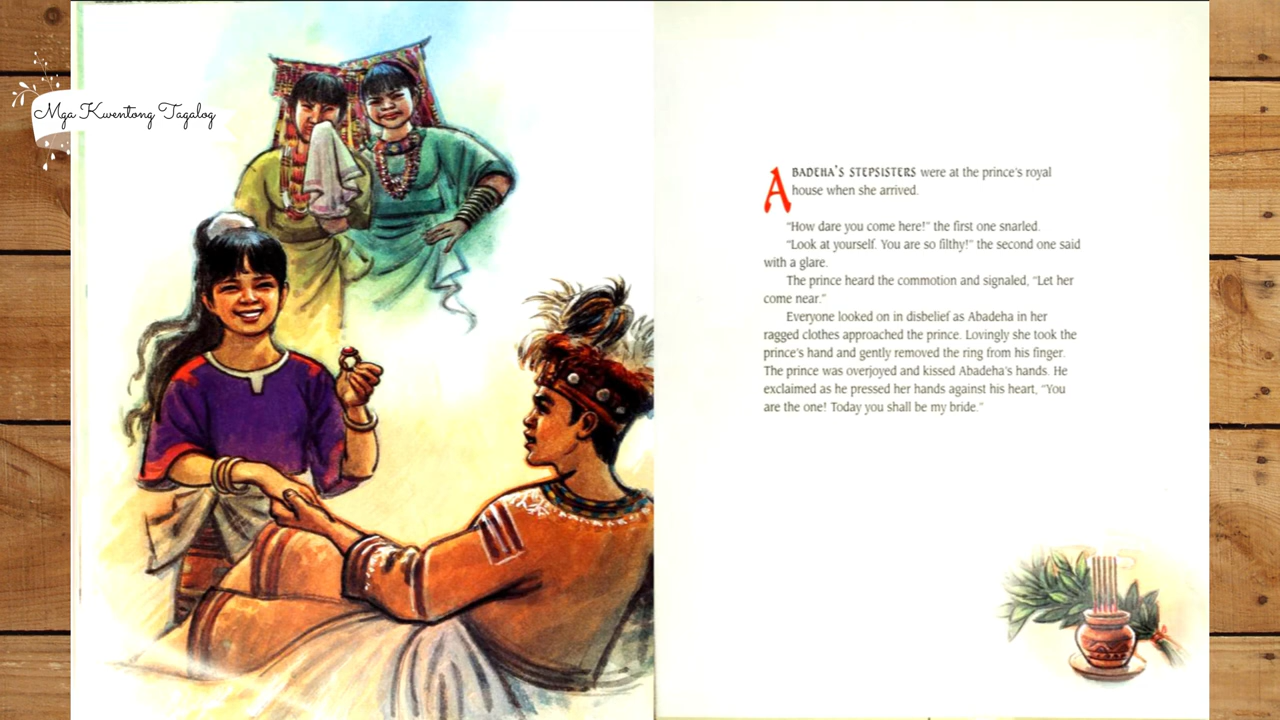 Mga Kwentong Tagalog
ABADEHA'S STEPSISTERS were at the prince's royal
house when she arrived.
"How dare you come here!" the first one snarled.
"Look at yourself. You are so filthy!" the second one said
with a glare.
The prince heard the commotion and signaled, "Let her
come near."
Everyone looked on in disbelief as Abadeha in her
ragged clothes approached the prince. Lovingly she took the
prince's hand and gently removed the ring from his finger.
The prince was overjoyed and kissed Abadeha's hands. He
exclaimed as he pressed her hands against his heart, "You
are the one! Today you shall be my bride."